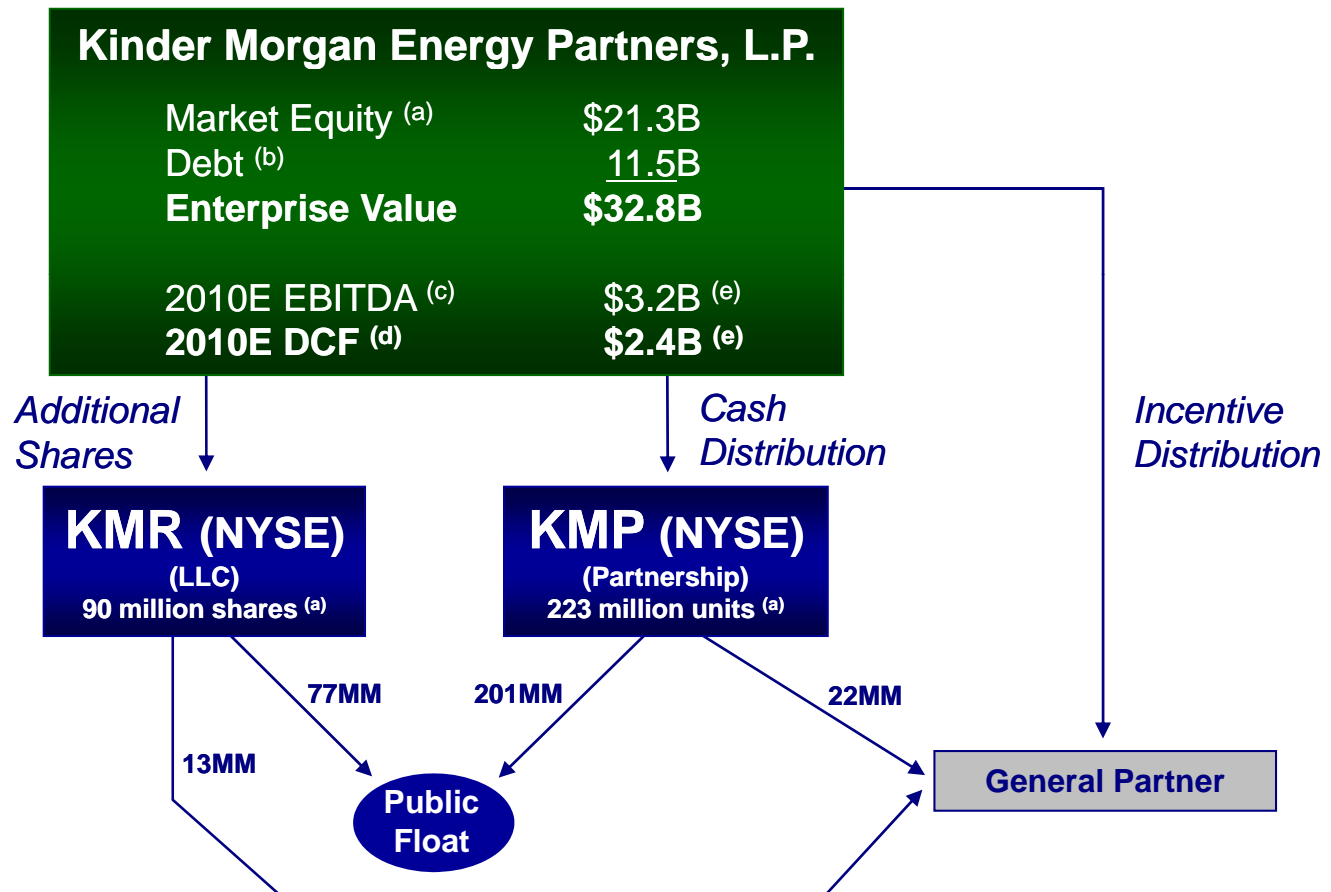 Kinder Morgan Energy Partners, L.P.
Market Equity (a) $21.3B
Debt (b) 11.5B
Enterprise Value $32.8B
2010E EBITDA (c) $3.2B (e)
2010E DCF (d) $2.4B (e)
Additional
Shares
Cash
Distribution
Incentive
Distribution
KMR (NYSE)
(LLC)
90 million shares (a)
KMP (NYSE)
(Partnership)
223 million units (a)
77MM
201MM
22MM
13MM
Public
Float
General Partner